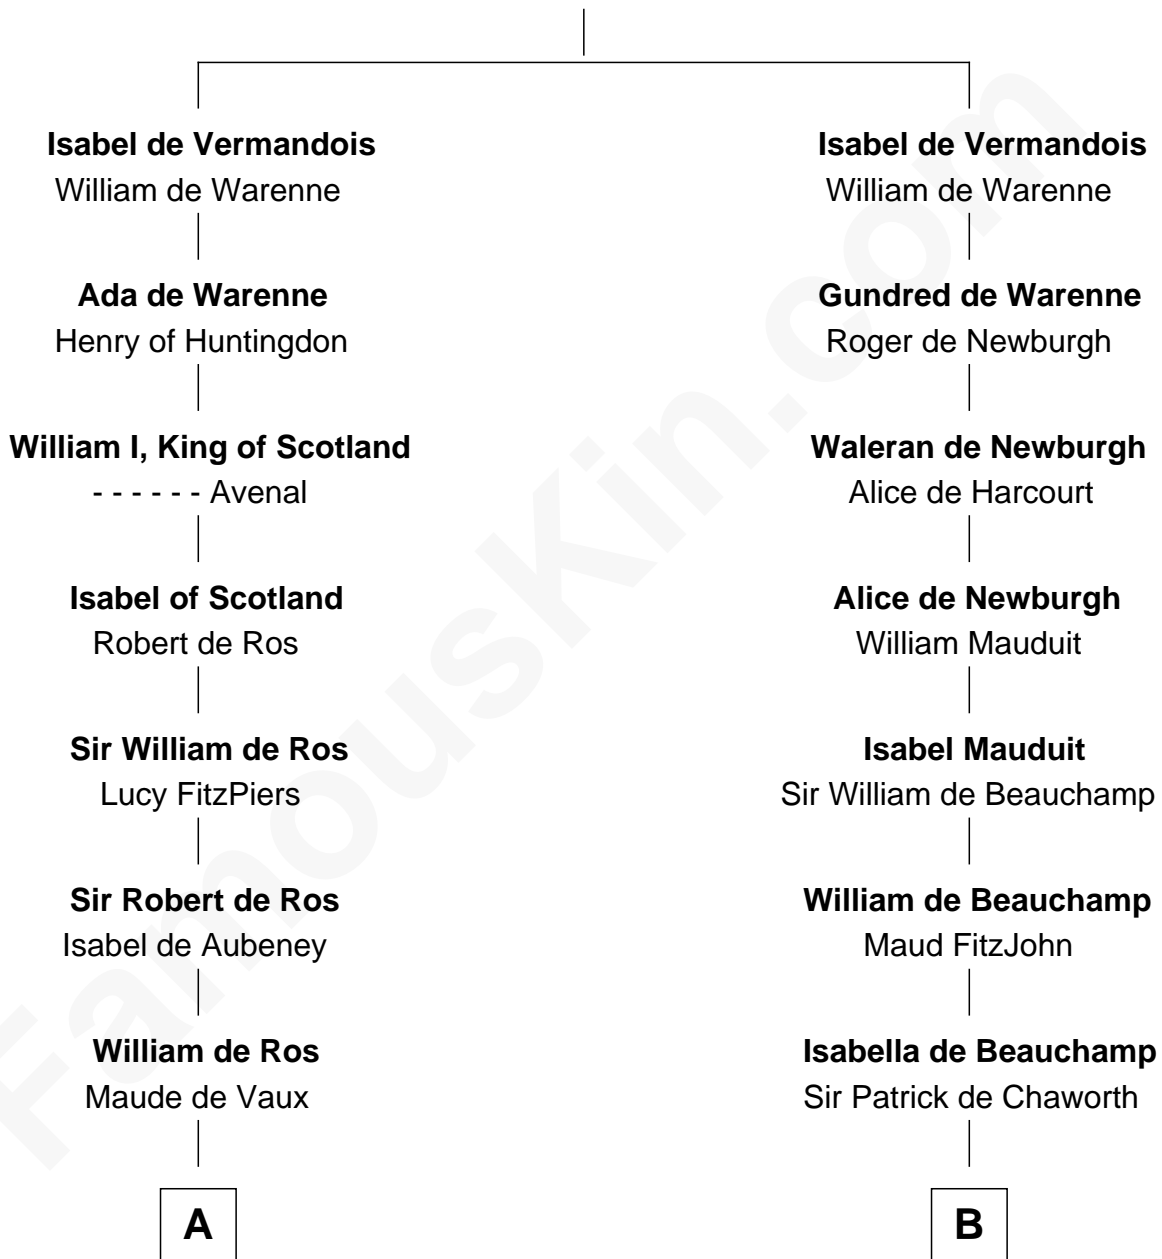 Isabel de Vermandois
William de Warenne
Ada de Warenne
Henry of Huntingdon
William I, King of Scotland
- - - - - - Avenal
Isabel of Scotland
Robert de Ros
Sir William de Ros
Lucy FitzPiers
Sir Robert de Ros
Isabel de Aubeney
William de Ros
Maude de Vaux
A
Isabel de Vermandois
William de Warenne
Gundred de Warenne
Roger de Newburgh
Waleran de Newburgh
Alice de Harcourt
Alice de Newburgh
William Mauduit
Isabel Mauduit
Sir William de Beauchamp
William de Beauchamp
Maud FitzJohn
Isabella de Beauchamp
Sir Patrick de Chaworth
B
FamousKin.com